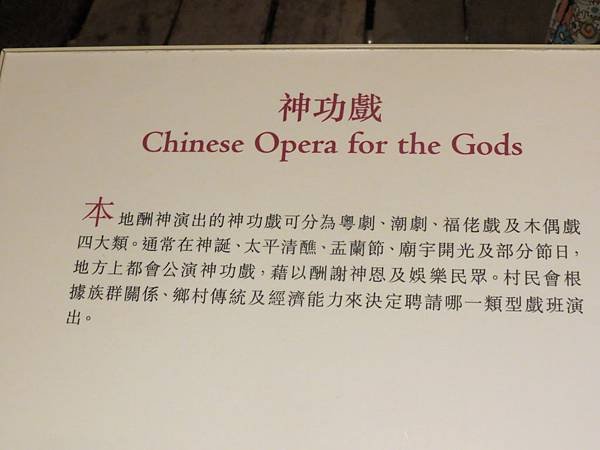 神功戲
Chinese Opera for the Gods
本地酬神演出的神功戲可分為粵劇、潮劇、福佬戲及木偶戲
四大類。通常在神誕、太平清醮、盂蘭節、廟宇開光及部分節日，
地方上都會公演神功戲，藉以酬謝神恩及娛樂民眾。村民會根
據族群關係、鄉村傳統及經濟能力來決定聘請哪一類型戲班演
出。